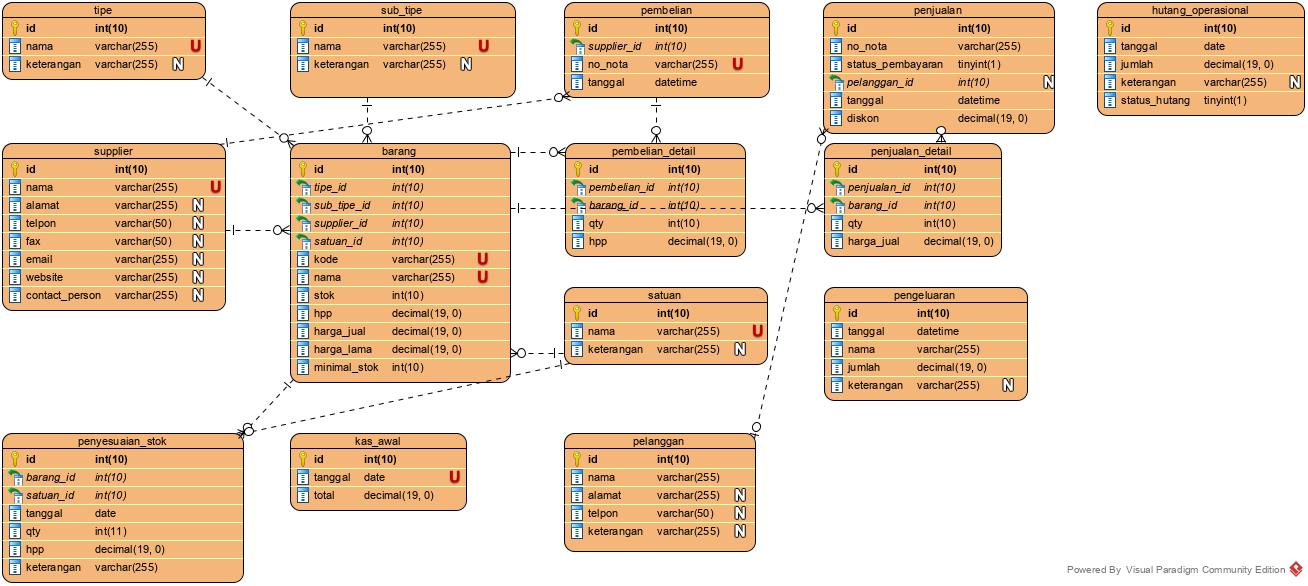 tipe
id int(10)
nama varchar(255) U
keterangan varchar(255) N
sub_tipe
id int(10)
nama varchar(255) U
keterangan varchar(255) N
pembelian
id int(10)
supplier_id int(10)
no_nota varchar(255) U
tanggal datetime
penjualan
id int(10)
no_nota varchar(255)
status_pembayaran tinyint(1)
pelanggan_id int(10) N
tanggal datetime
diskon decimal(19, 0)
hutang_operasional
id int(10)
tanggal date
jumlah decimal(19, 0)
keterangan varchar(255) N
status_hutang tinyint(1)
supplier
id int(10)
nama varchar(255) U
alamat varchar(255) N
telpon varchar(50) N
fax varchar(50) N
email varchar(255) N
website varchar(255) N
contact_person varchar(255) N
barang
id int(10)
tipe_id int(10)
sub_tipe_id int(10)
supplier_id int(10)
satuan_id int(10)
kode varchar(255) U
nama varchar(255) U
stok int(10)
hpp decimal(19, 0)
harga_jual decimal(19, 0)
harga_lama decimal(19, 0)
minimal_stok int(10)
pembelian_detail
id int(10)
pembelian_id int(10)
barang_id int(10)
qty int(10)
hpp decimal(19, 0)
penjualan_detail
id int(10)
penjualan_id int(10)
barang_id int(10)
qty int(10)
harga_jual decimal(19, 0)
satuan
id int(10)
nama varchar(255) U
keterangan varchar(255) N
pengeluaran
id int(10)
tanggal datetime
nama varchar(255)
jumlah decimal(19, 0)
keterangan varchar(255) N
penyesuaian_stok
id int(10)
barang_id int(10)
satuan_id int(10)
tanggal date
qty int(11)
hpp decimal(19, 0)
keterangan varchar(255)
kas_awal
id int(10)
tanggal date U
total decimal(19, 0)
pelanggan
id int(10)
nama varchar(255)
alamat varchar(255) N
telpon varchar(50) N
keterangan varchar(255) N
Powered By Visual Paradigm Community Edition